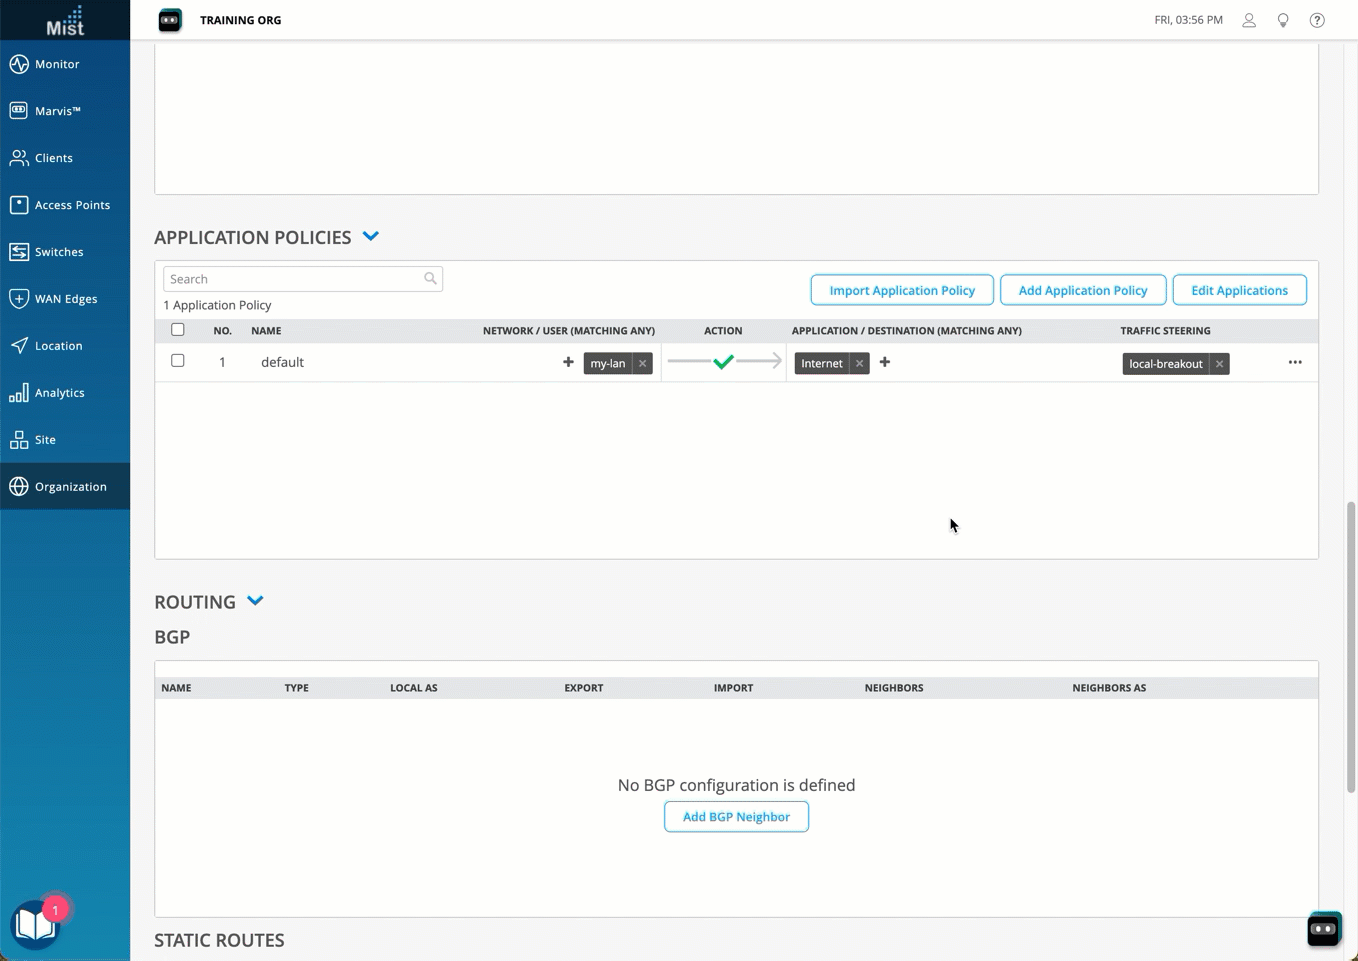 Mist
TRAINING ORG
FRI, 03:56 PM
?
Monitor
Marvis™
Clients
Access Points
Switches
WAN Edges
Location
Analytics
Site
Organization
1
APPLICATION POLICIES
Search
1 Application Policy
Import Application Policy
Add Application Policy
Edit Applications
NO. NAME NETWORK / USER (MATCHING ANY) ACTION APPLICATION / DESTINATION (MATCHING ANY) TRAFFIC STEERING
1 default + my-lan × Internet × + local-breakout × ···
ROUTING
BGP
NAME TYPE LOCAL AS EXPORT IMPORT NEIGHBORS NEIGHBORS AS
No BGP configuration is defined
Add BGP Neighbor
STATIC ROUTES